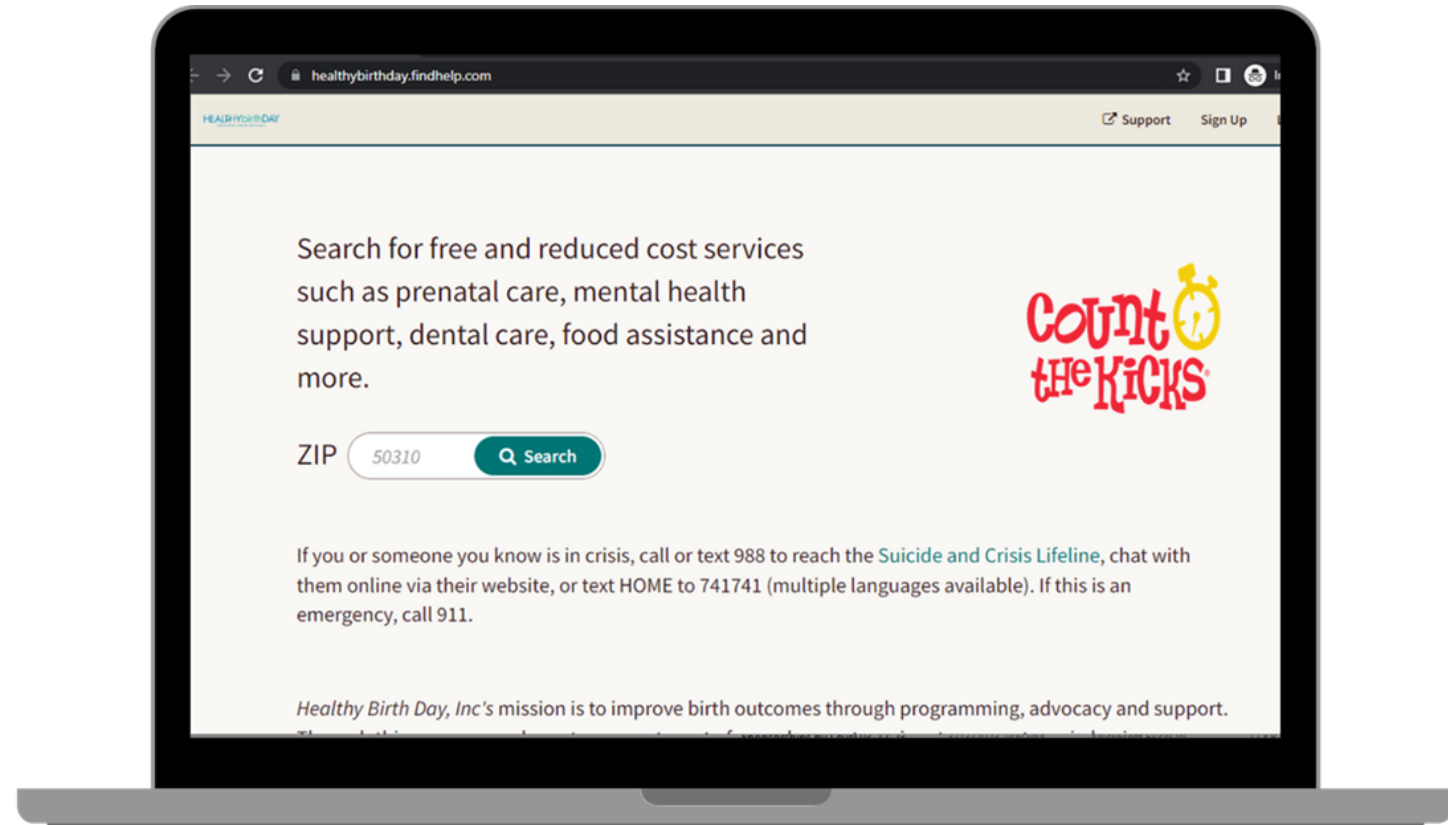 healthybirthday.findhelp.com
HEALTHYbirthDAY
Support Sign Up
Search for free and reduced cost services
such as prenatal care, mental health
support, dental care, food assistance and
more.
Count
the Kicks
ZIP 50310 Search
If you or someone you know is in crisis, call or text 988 to reach the Suicide and Crisis Lifeline, chat with
them online via their website, or text HOME to 741741 (multiple languages available). If this is an
emergency, call 911.
Healthy Birth Day, Inc's mission is to improve birth outcomes through programming, advocacy and support.